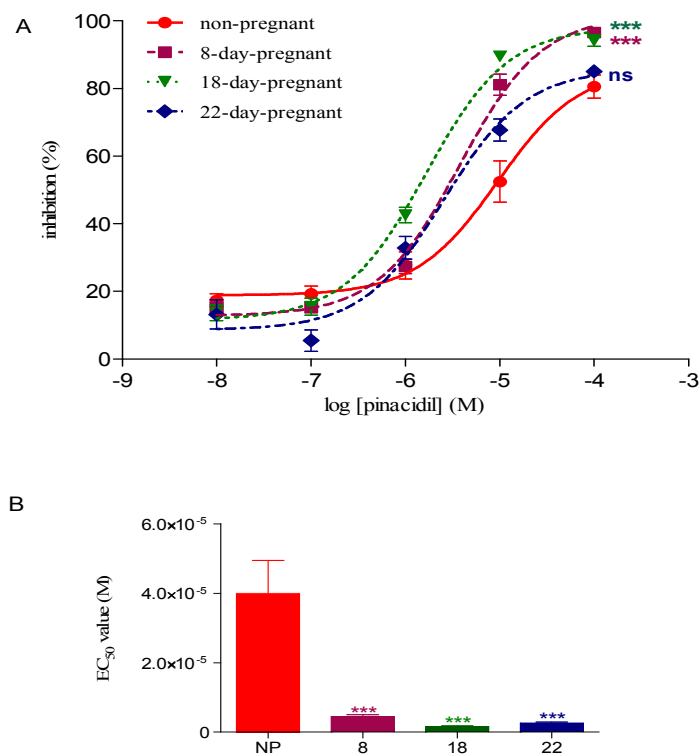 A
non-pregnant
8-day-pregnant
18-day-pregnant
22-day-pregnant
***
***
ns
100
80
60
40
20
0
inhibition (%)
-9 -8 -7 -6 -5 -4 -3
log [pinacidil] (M)
B
6.0×10⁻⁵
4.0×10⁻⁵
2.0×10⁻⁵
0
EC₅₀ value (M)
*** *** ***
NP 8 18 22